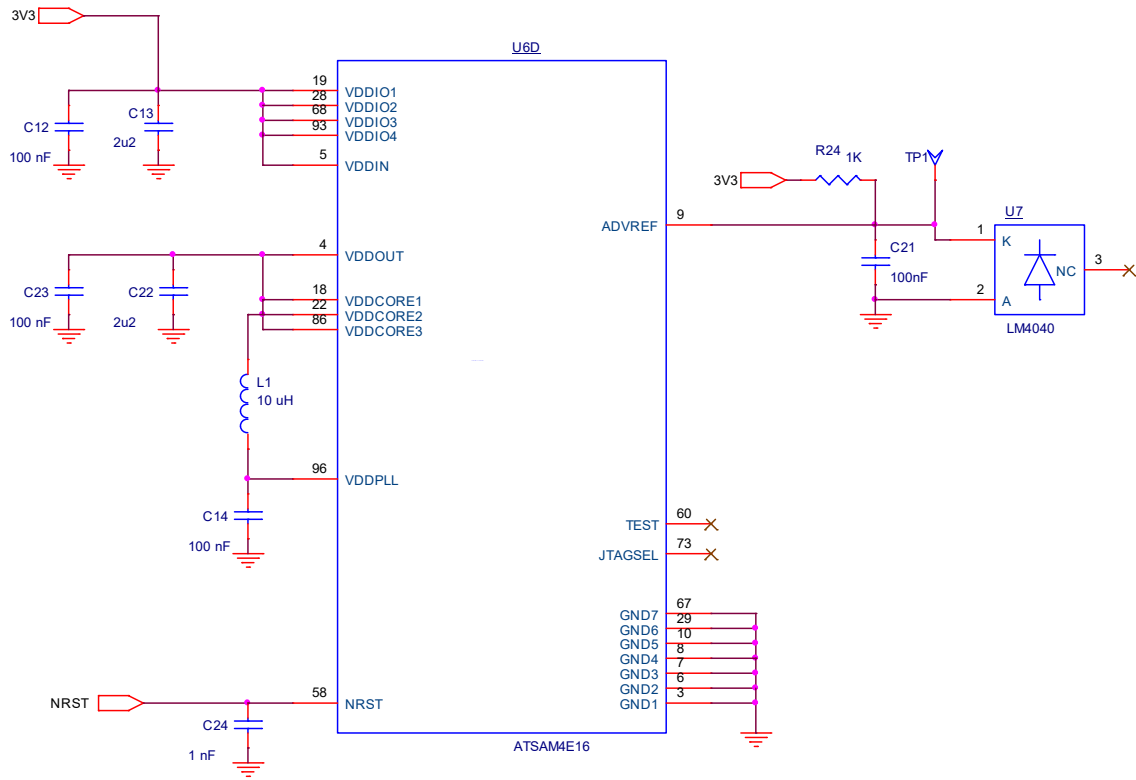 3V3
U6D
C12
100 nF
C13
2u2
19
28
68
93
5
VDDIO1
VDDIO2
VDDIO3
VDDIO4
VDDIN
C23
100 nF
C22
2u2
4
18
22
86
VDDOUT
VDDCORE1
VDDCORE2
VDDCORE3
L1
10 uH
96
VDDPLL
C14
100 nF
NRST
58
NRST
C24
1 nF
ADVREF
9
3V3
R24
1K
TP1
C21
100nF
U7
1
K
2
A
NC
3
LM4040
TEST
60
JTAGSEL
73
GND7
67
GND6
29
GND5
10
GND4
8
GND3
7
GND2
6
GND1
3
ATSAM4E16